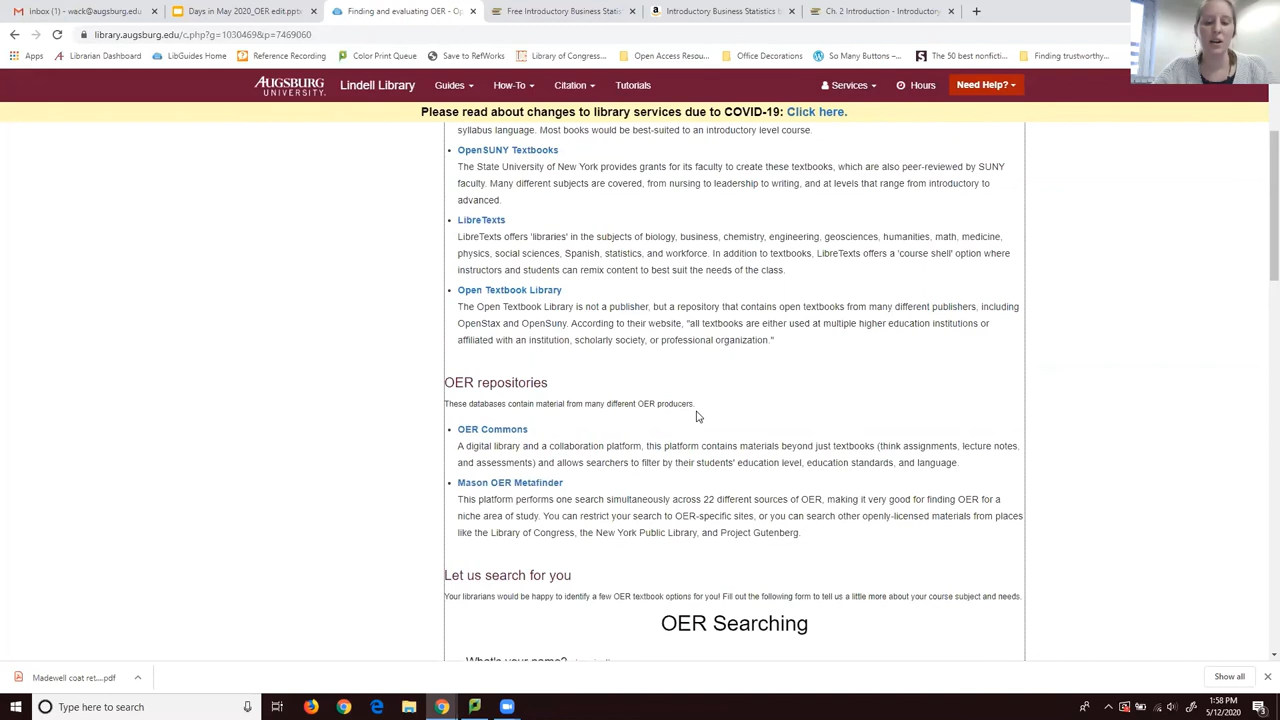 Inbox (1) - wack@augsburg.edu
Days in May 2020_OER edit.pptx
Finding and evaluating OER - Op
Free Introductory Business Statis
Introductory Business Statistics b
Ch. 2 Introduction - Introductory
library.augsburg.edu/c.php?g=1030469&p=7469060
Apps
Librarian Dashboard
LibGuides Home
Reference Recording
Color Print Queue
Save to RefWorks
Library of Congress...
Open Access Resou...
Office Decorations
So Many Buttons –...
The 50 best nonficti...
Finding trustworthy...
AUGSBURG UNIVERSITY.
Lindell Library
Guides
How-To
Citation
Tutorials
Services
Hours
Need Help?
Please read about changes to library services due to COVID-19: Click here.
syllabus language. Most books would be best-suited to an introductory level course.
OpenSUNY Textbooks
The State University of New York provides grants for its faculty to create these textbooks, which are also peer-reviewed by SUNY
faculty. Many different subjects are covered, from nursing to leadership to writing, and at levels that range from introductory to
advanced.
LibreTexts
LibreTexts offers 'libraries' in the subjects of biology, business, chemistry, engineering, geosciences, humanities, math, medicine,
physics, social sciences, Spanish, statistics, and workforce. In addition to textbooks, LibreTexts offers a 'course shell' option where
instructors and students can remix content to best suit the needs of the class.
Open Textbook Library
The Open Textbook Library is not a publisher, but a repository that contains open textbooks from many different publishers, including
OpenStax and OpenSuny. According to their website, "all textbooks are either used at multiple higher education institutions or
affiliated with an institution, scholarly society, or professional organization."
OER repositories
These databases contain material from many different OER producers.
OER Commons
A digital library and a collaboration platform, this platform contains materials beyond just textbooks (think assignments, lecture notes,
and assessments) and allows searchers to filter by their students' education level, education standards, and language.
Mason OER Metafinder
This platform performs one search simultaneously across 22 different sources of OER, making it very good for finding OER for a
niche area of study. You can restrict your search to OER-specific sites, or you can search other openly-licensed materials from places
like the Library of Congress, the New York Public Library, and Project Gutenberg.
Let us search for you
Your librarians would be happy to identify a few OER textbook options for you! Fill out the following form to tell us a little more about your course subject and needs.
OER Searching
What's your name?
Madewell coat ret....pdf
Show all
Type here to search
1:58 PM
5/12/2020